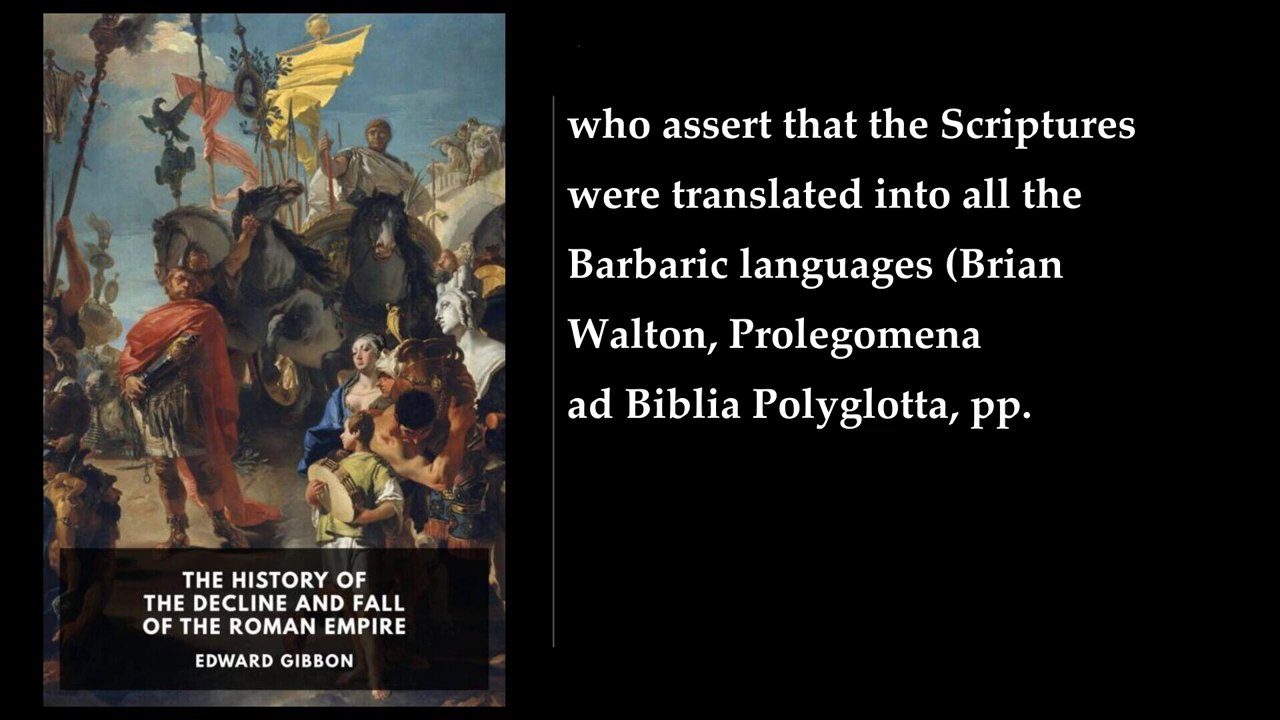 who assert that the Scriptures
were translated into all the
Barbaric languages (Brian
Walton, Prolegomena
ad Biblia Polyglotta, pp.
THE HISTORY OF
THE DECLINE AND FALL
OF THE ROMAN EMPIRE
EDWARD GIBBON